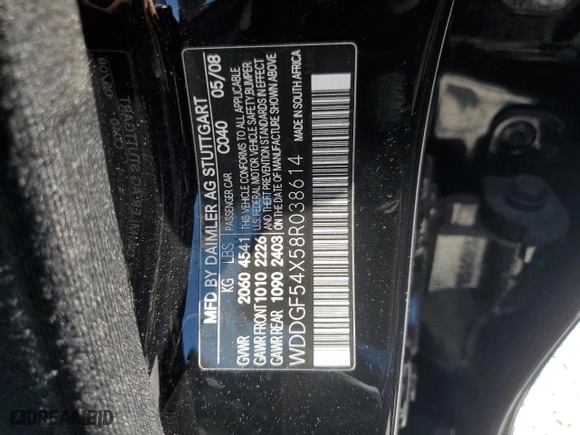 MFD BY DAIMLER AG STUTTGART
C040 05/08
KG LBS PASSENGER CAR
GVWR 2060 4541
GAWR FRONT 1010 2226
GAWR REAR 1090 2403
THIS VEHICLE CONFORMS TO ALL APPLICABLE
U.S. FEDERAL MOTOR VEHICLE SAFETY, BUMPER
AND THEFT PREVENTION STANDARDS IN EFFECT
ON THE DATE OF MANUFACTURE SHOWN ABOVE
WDDGF54X58R038614
MADE IN SOUTH AFRICA
DREAMBID